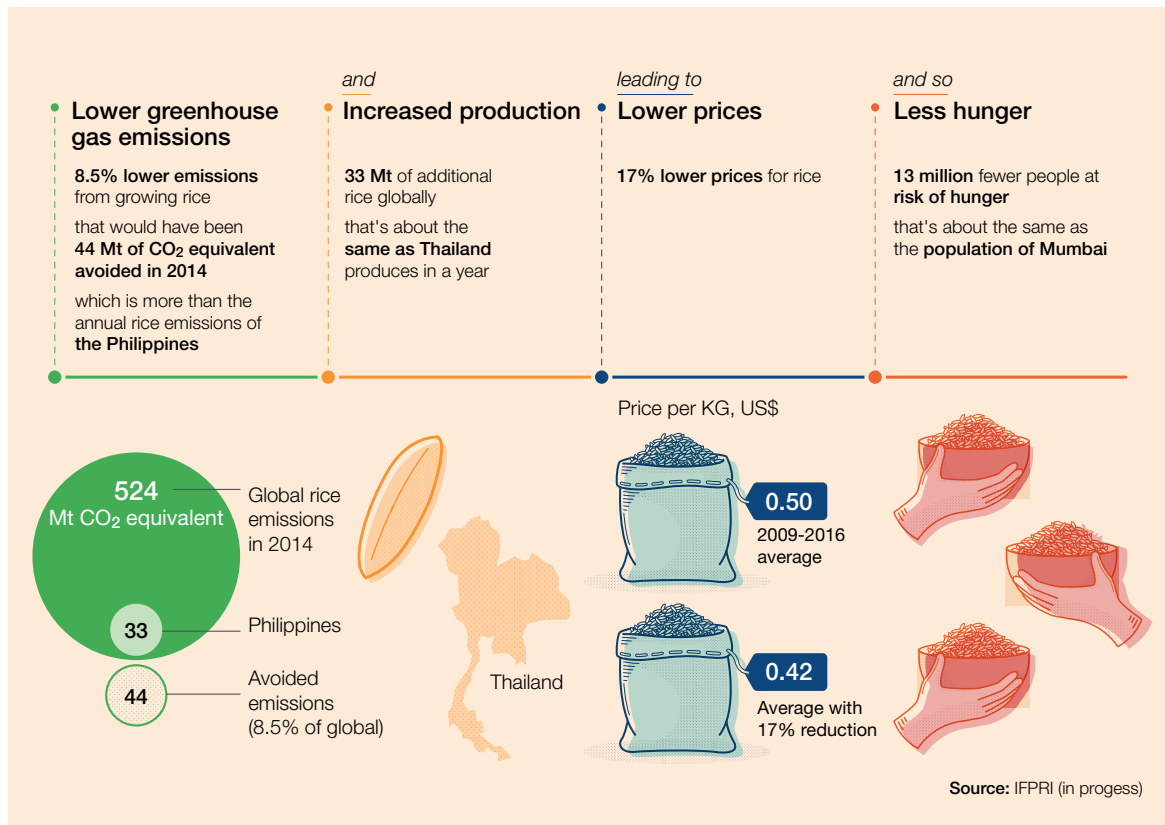 Lower greenhouse
gas emissions
8.5% lower emissions
from growing rice
that would have been
44 Mt of CO₂ equivalent
avoided in 2014
which is more than the
annual rice emissions of
the Philippines
and
Increased production
33 Mt of additional
rice globally
that's about the
same as Thailand
produces in a year
leading to
Lower prices
17% lower prices for rice
and so
Less hunger
13 million fewer people at
risk of hunger
that's about the same as
the population of Mumbai
524
Mt CO₂ equivalent
Global rice
emissions
in 2014
33
Philippines
44
Avoided
emissions
(8.5% of global)
Thailand
Price per KG, US$
0.50
2009-2016
average
0.42
Average with
17% reduction
Source: IFPRI (in progess)